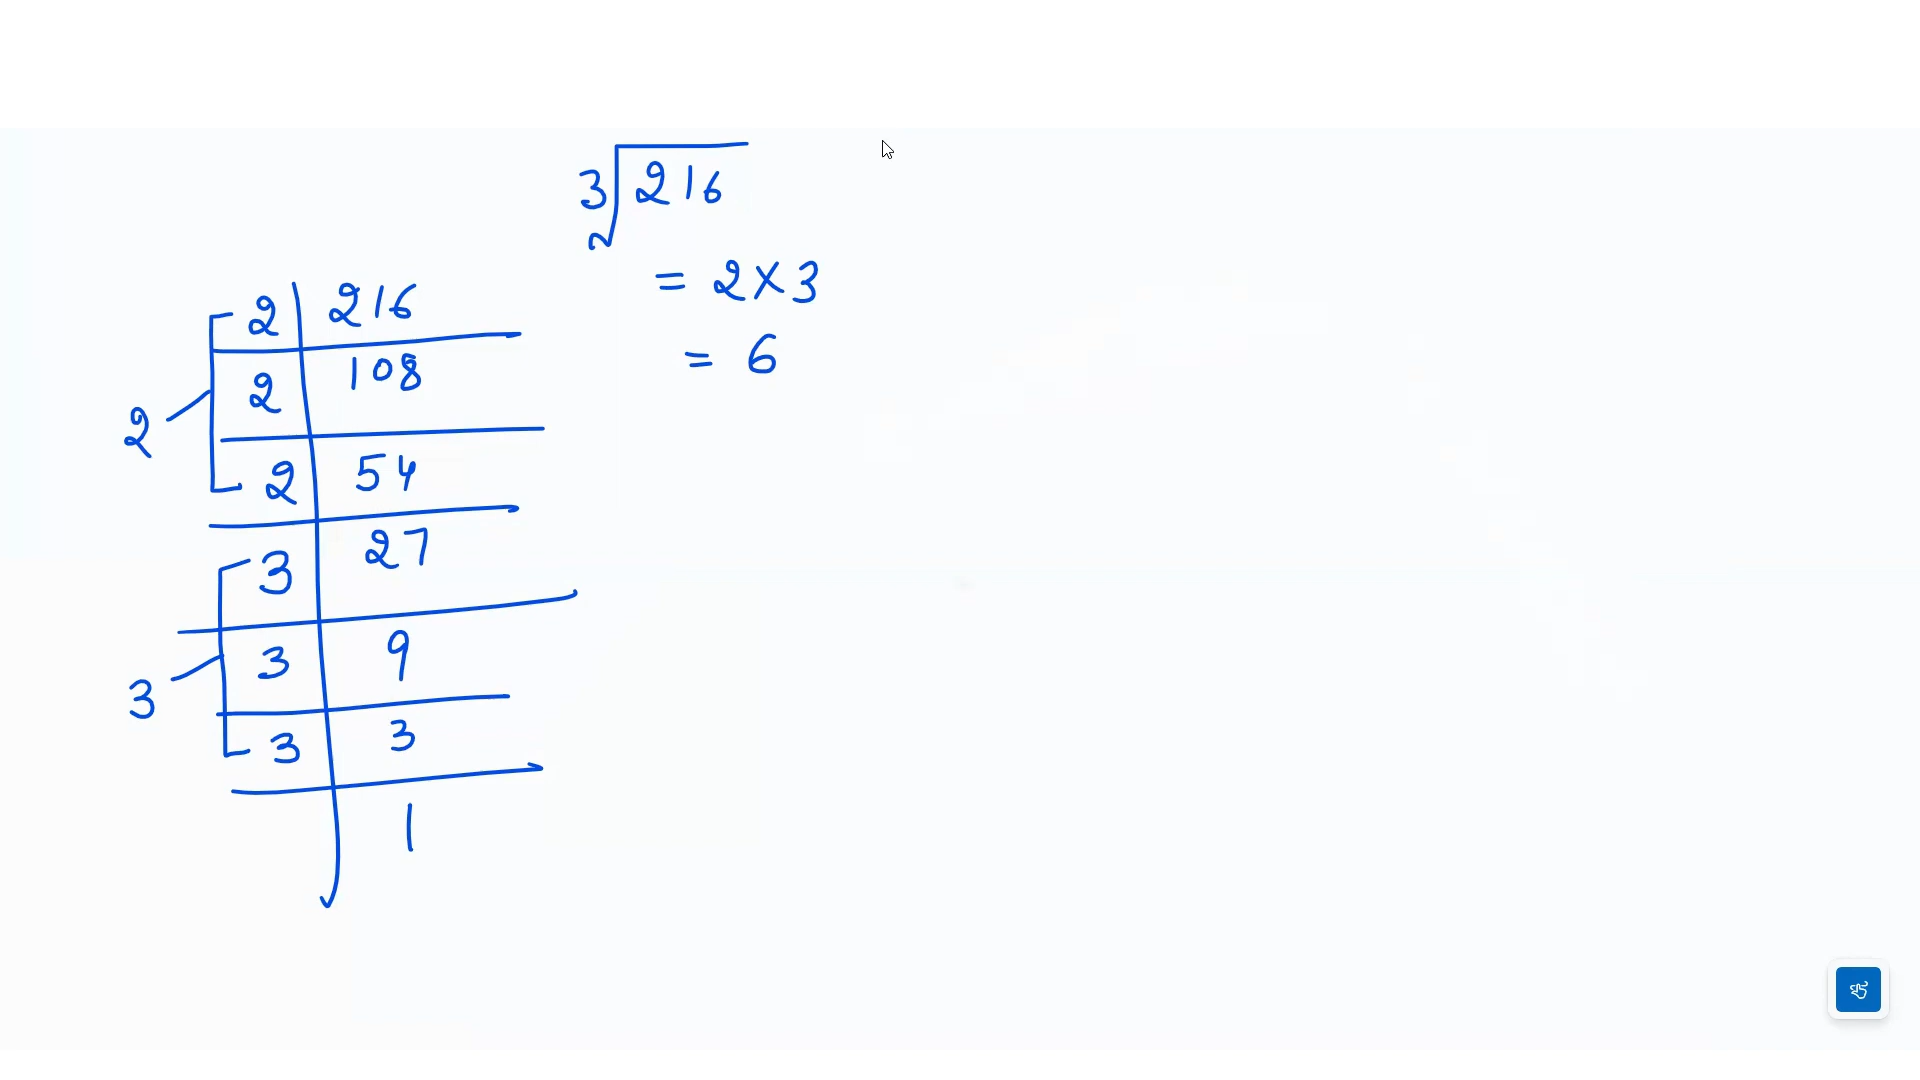 ∛216
= 2×3
= 6
2 | 216
2 | 108
2
2 | 54
3 | 27
3 | 9
3
3 | 3
1